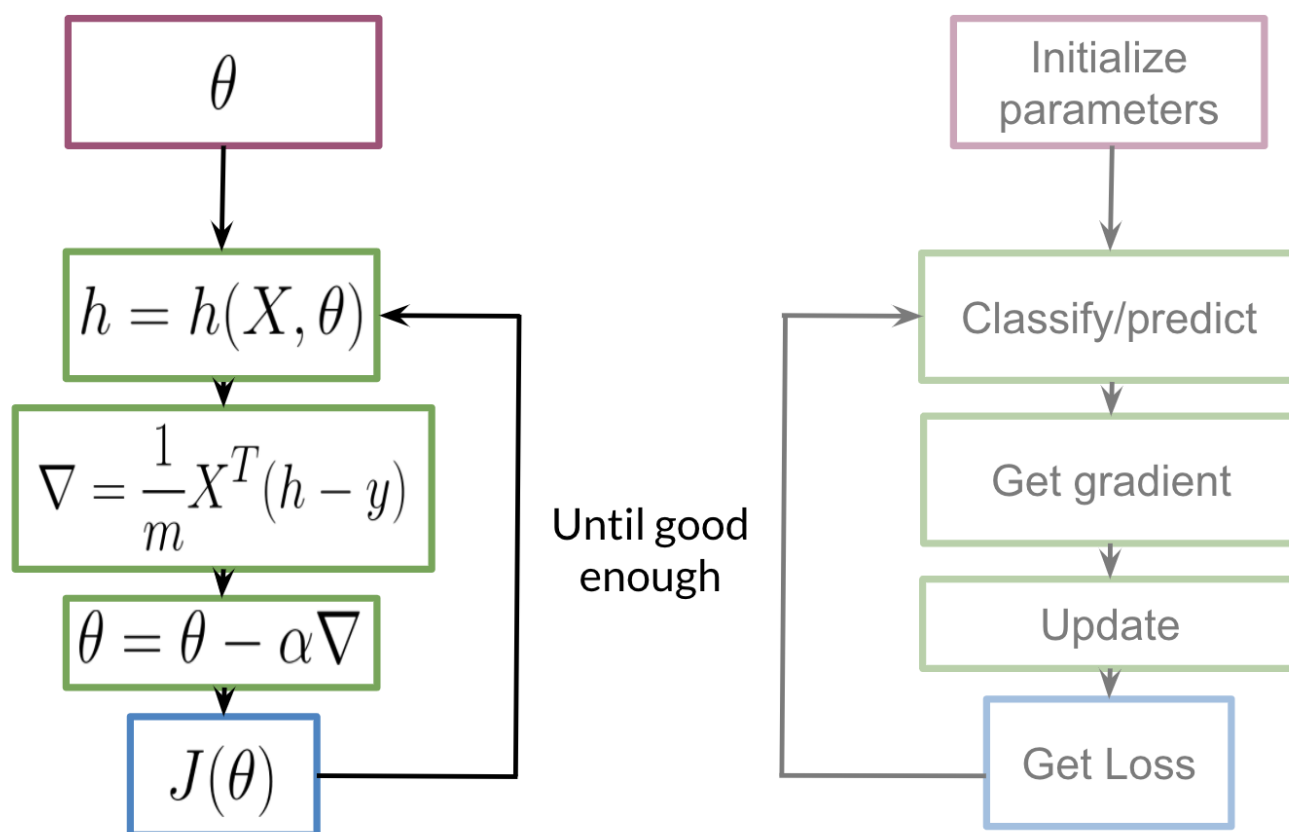 θ
h = h(X, θ)
∇ = 1/m X^T(h − y)
θ = θ − α∇
J(θ)
Until good
enough
Initialize
parameters
Classify/predict
Get gradient
Update
Get Loss